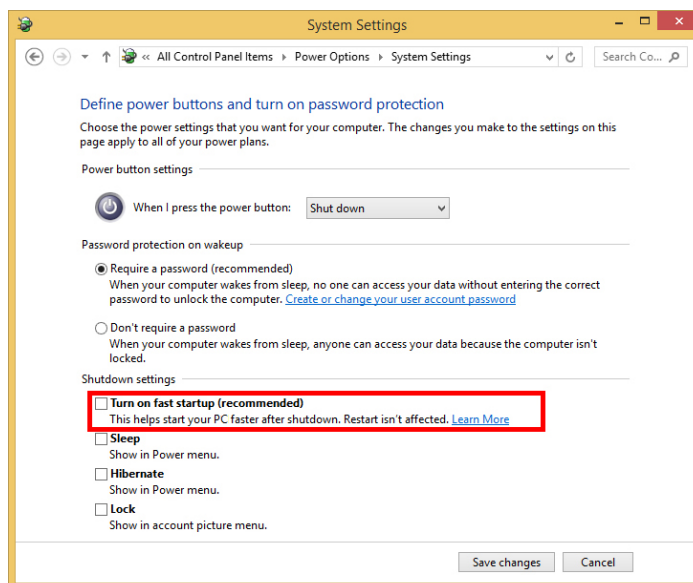 System Settings
« All Control Panel Items Power Options System Settings Search Co...
Define power buttons and turn on password protection
Choose the power settings that you want for your computer. The changes you make to the settings on this
page apply to all of your power plans.
Power button settings
When I press the power button: Shut down
Password protection on wakeup
Require a password (recommended)
When your computer wakes from sleep, no one can access your data without entering the correct
password to unlock the computer. Create or change your user account password
Don't require a password
When your computer wakes from sleep, anyone can access your data because the computer isn't
locked.
Shutdown settings
Turn on fast startup (recommended)
This helps start your PC faster after shutdown. Restart isn't affected. Learn More
Sleep
Show in Power menu.
Hibernate
Show in Power menu.
Lock
Show in account picture menu.
Save changes Cancel